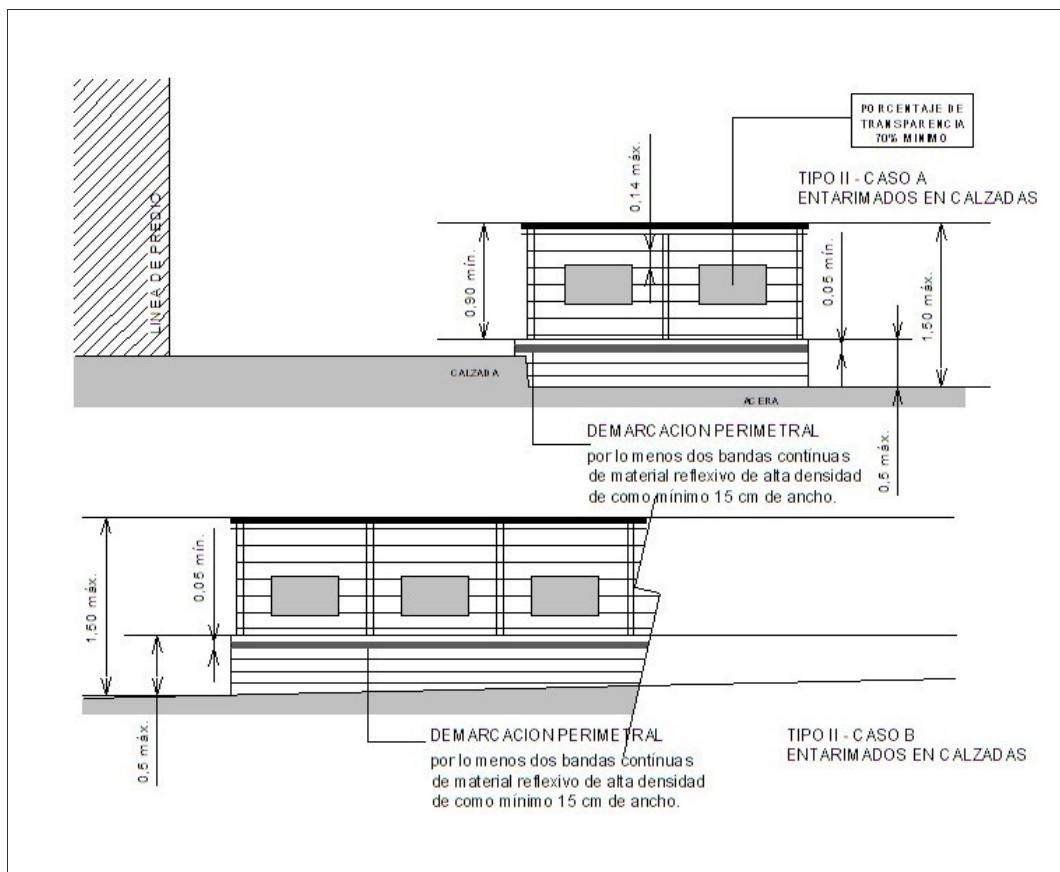 PORCENTAJE DE
TRANSPARENCIA
70% MINIMO
TIPO II - CASO A
ENTARIMADOS EN CALZADAS
LINEA DE PREDIO
0,14 máx.
0,90 mín.
0,05 mín.
1,50 máx.
CALZADA
ACERA
0,5 máx.
DEMARCACION PERIMETRAL
por lo menos dos bandas contínuas
de material reflexivo de alta densidad
de como mínimo 15 cm de ancho.
1,50 máx.
0,05 mín.
0,5 máx.
DEMARCACION PERIMETRAL
por lo menos dos bandas contínuas
de material reflexivo de alta densidad
de como mínimo 15 cm de ancho.
TIPO II - CASO B
ENTARIMADOS EN CALZADAS